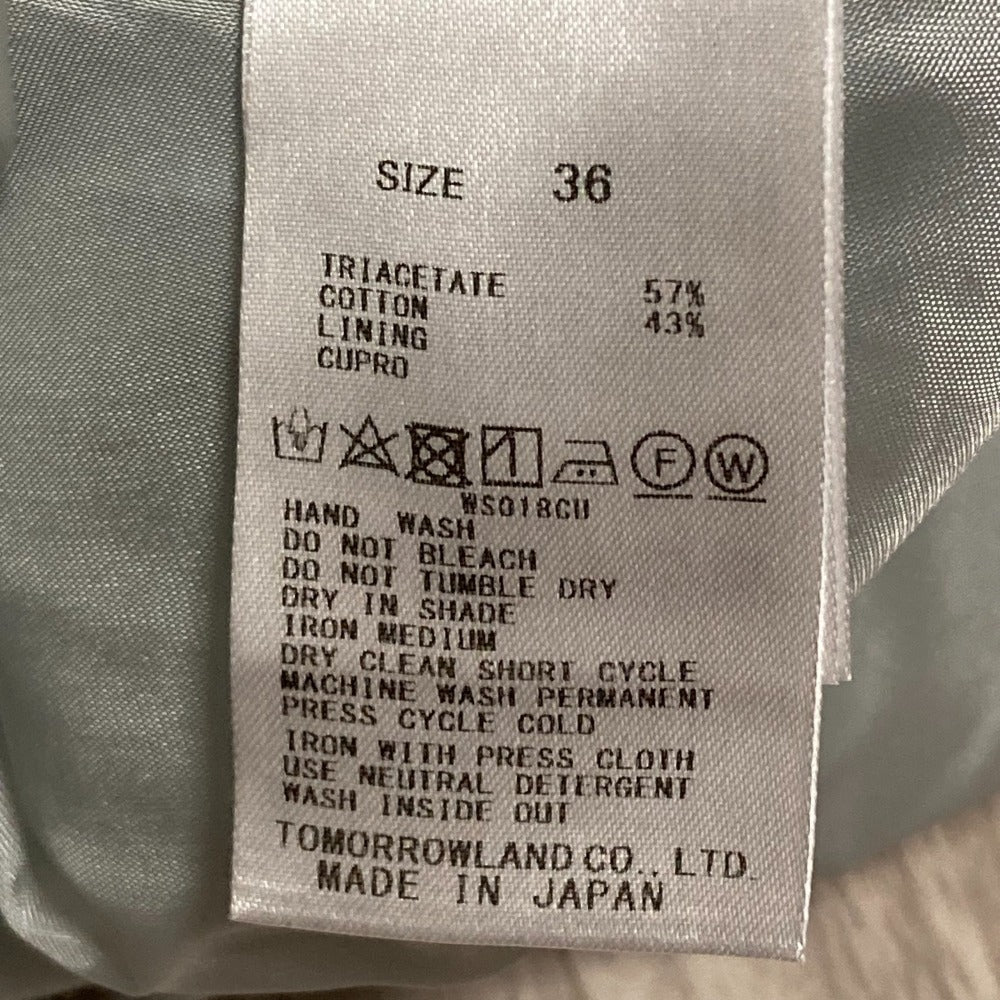 SIZE 36
TRIACETATE 57%
COTTON 43%
LINING
CUPRO
F W
WS018CU
HAND WASH
DO NOT BLEACH
DO NOT TUMBLE DRY
DRY IN SHADE
IRON MEDIUM
DRY CLEAN SHORT CYCLE
MACHINE WASH PERMANENT
PRESS CYCLE COLD
IRON WITH PRESS CLOTH
USE NEUTRAL DETERGENT
WASH INSIDE OUT
TOMORROWLAND CO., LTD.
MADE IN JAPAN